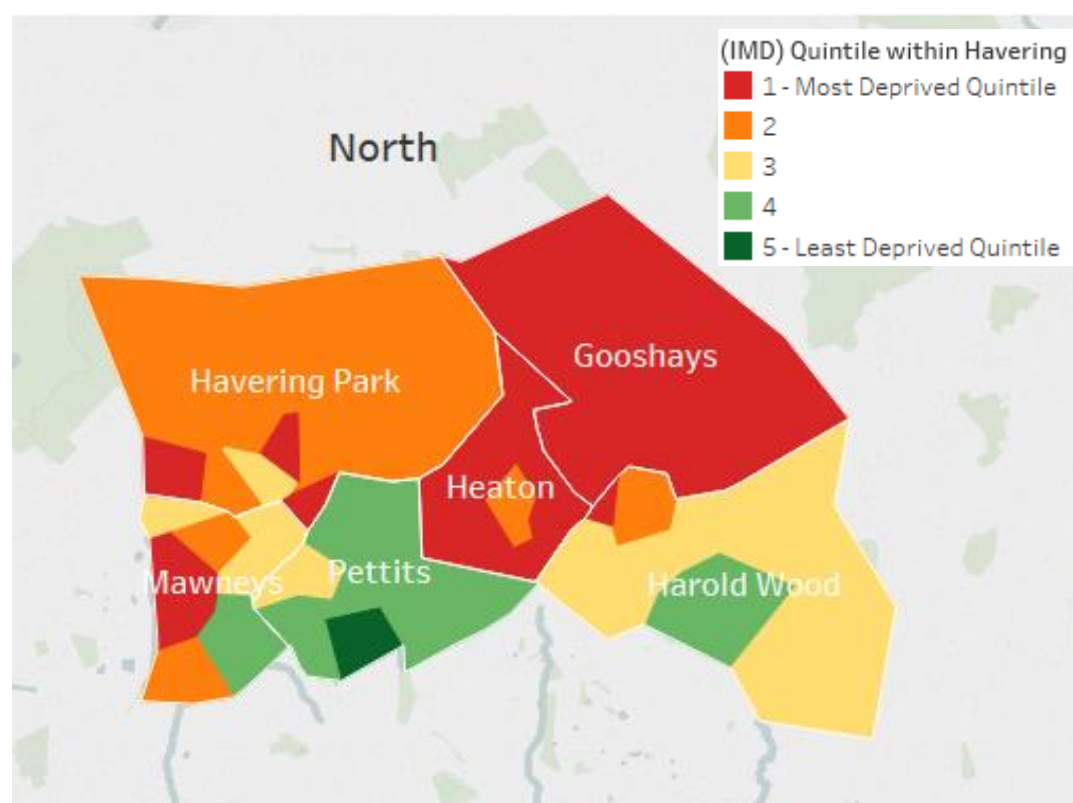 (IMD) Quintile within Havering
1 - Most Deprived Quintile
2
3
4
5 - Least Deprived Quintile
North
Gooshays
Havering Park
Heaton
Mawneys
Pettits
Harold Wood